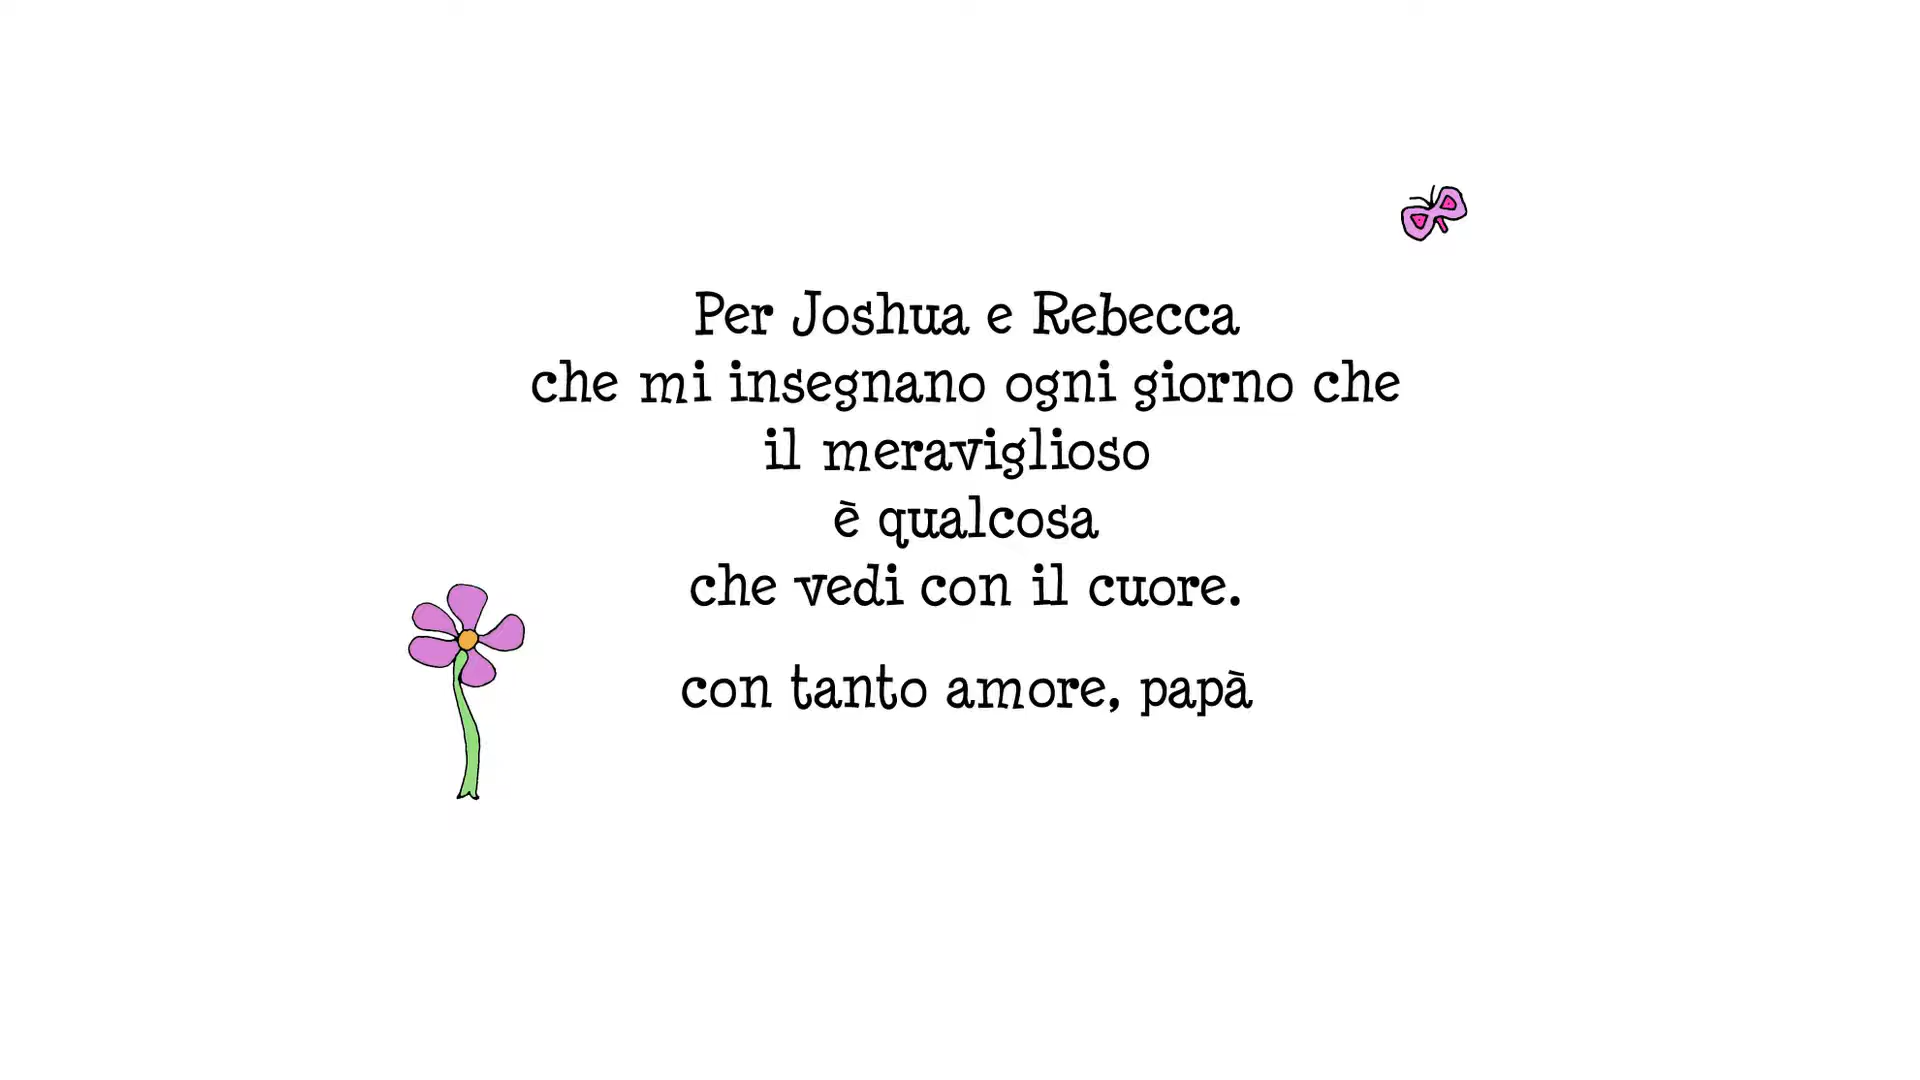 Per Joshua e Rebecca
che mi insegnano ogni giorno che
il meraviglioso
è qualcosa
che vedi con il cuore.
con tanto amore, papà